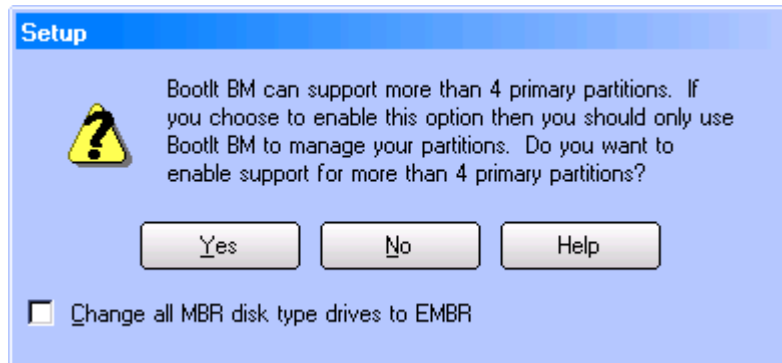 Setup
BootIt BM can support more than 4 primary partitions.  If
you choose to enable this option then you should only use
BootIt BM to manage your partitions.  Do you want to
enable support for more than 4 primary partitions?
Yes
No
Help
Change all MBR disk type drives to EMBR